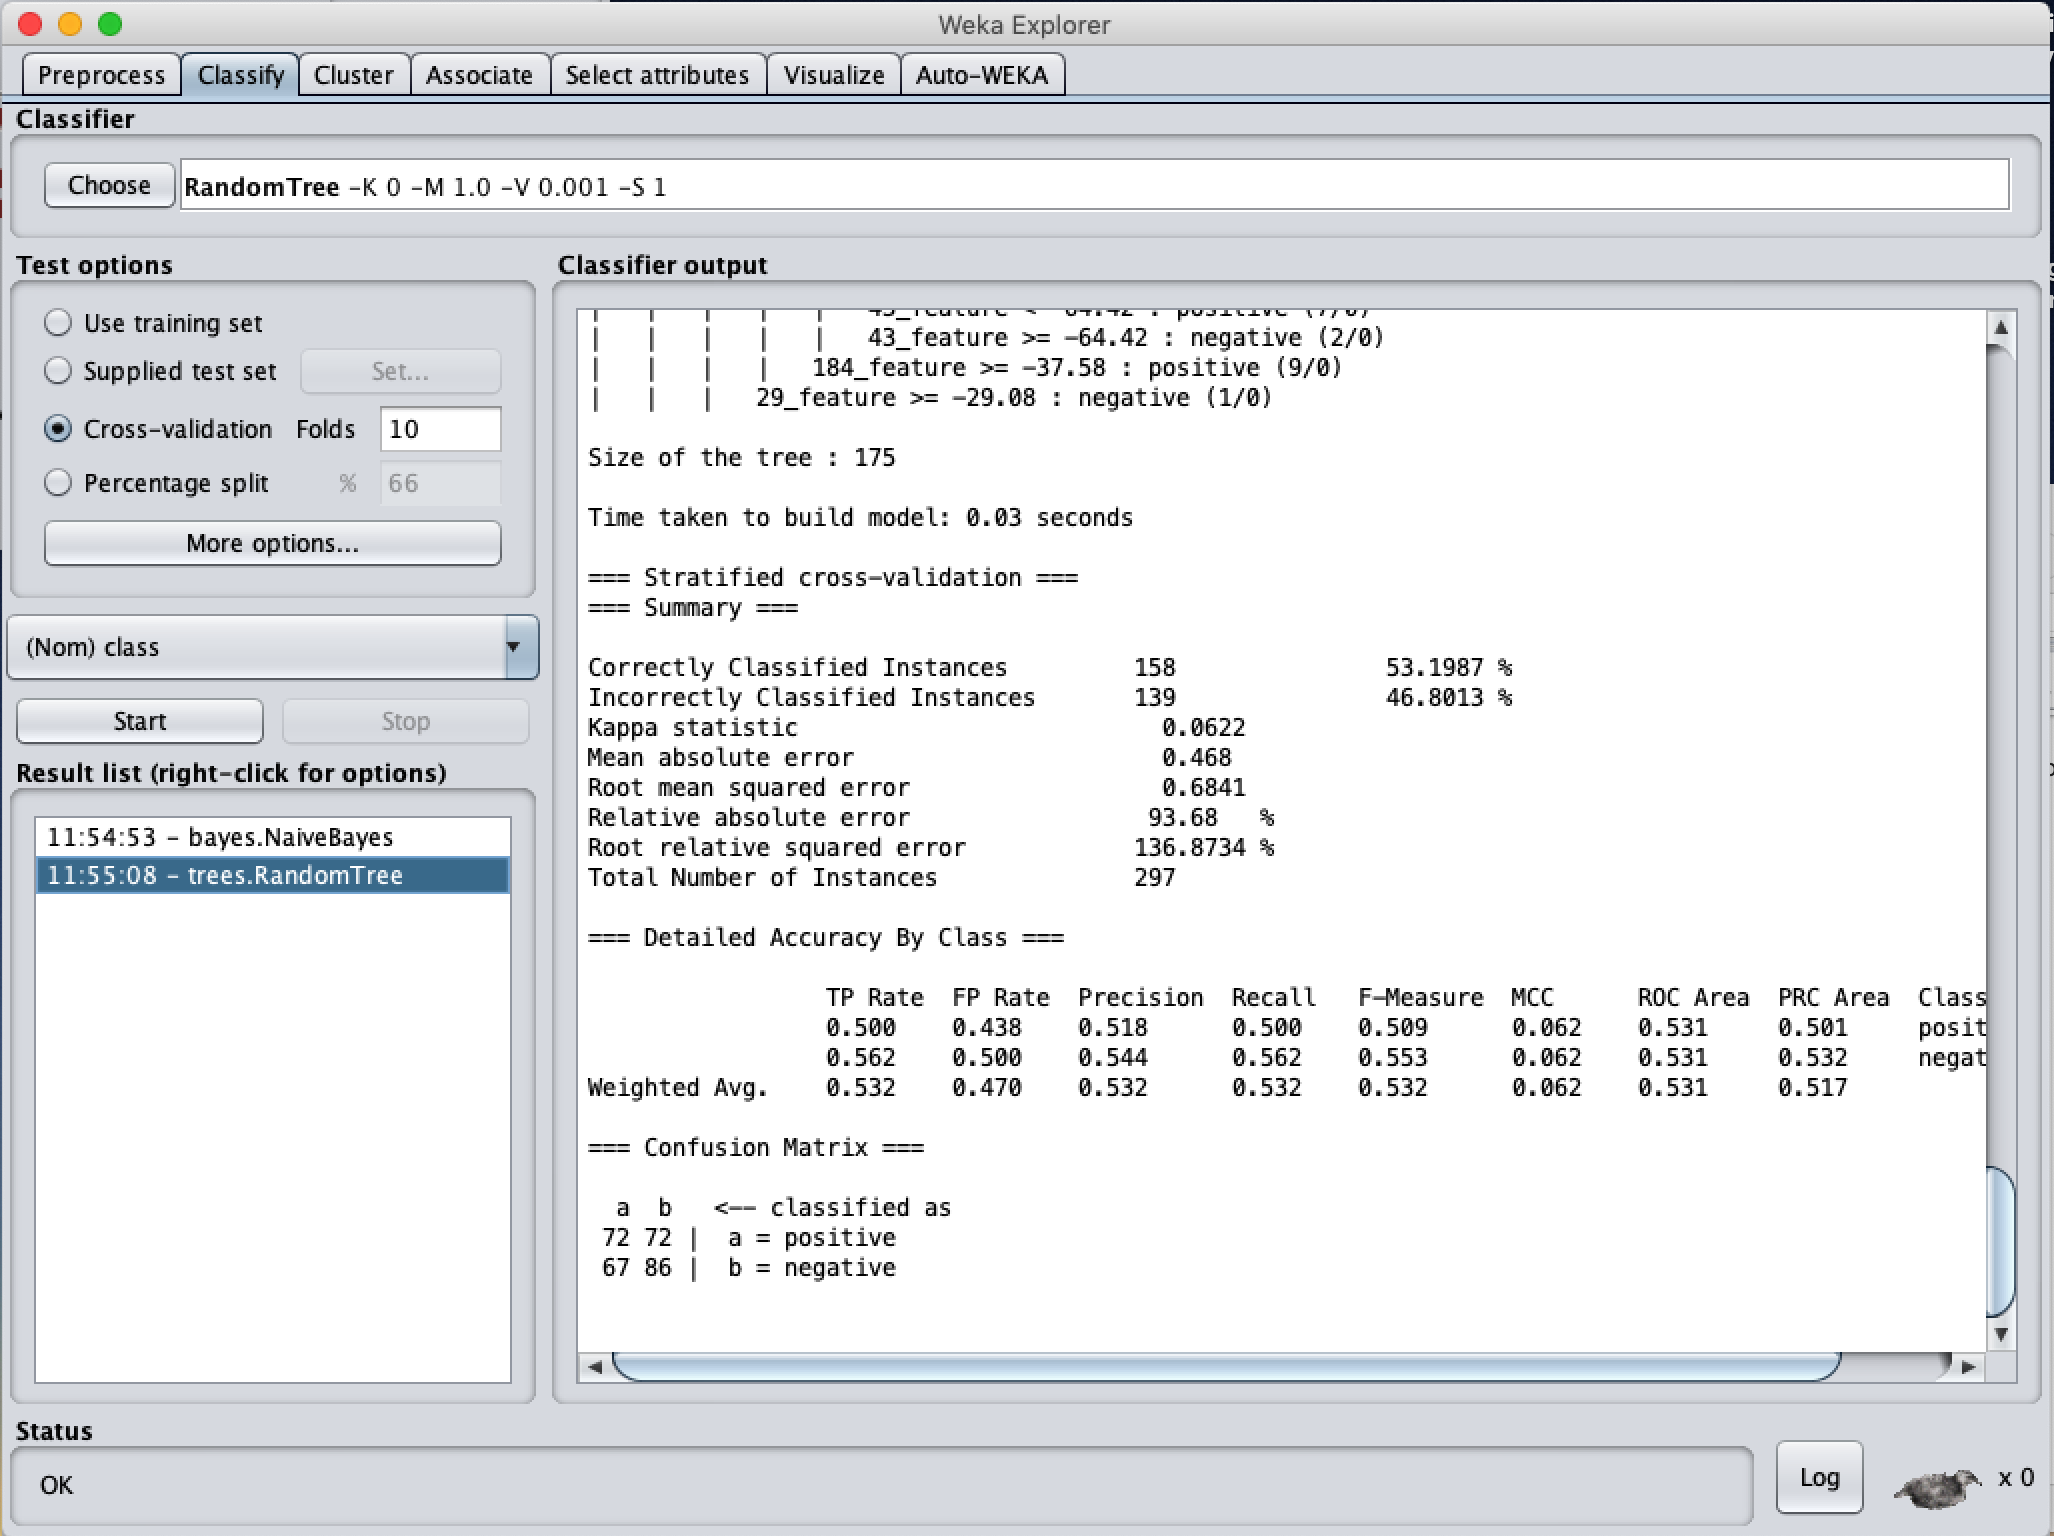 Weka Explorer
Preprocess Classify Cluster Associate Select attributes Visualize Auto-WEKA
Classifier
Choose RandomTree -K 0 -M 1.0 -V 0.001 -S 1
Test options
Use training set
Supplied test set Set...
Cross-validation Folds 10
Percentage split % 66
More options...
(Nom) class
Start Stop
Result list (right-click for options)
11:54:53 - bayes.NaiveBayes
11:55:08 - trees.RandomTree
Classifier output
| | | | | 43_feature < -64.42 : positive (7/0)
| | | | | 43_feature >= -64.42 : negative (2/0)
| | | | 184_feature >= -37.58 : positive (9/0)
| | | 29_feature >= -29.08 : negative (1/0)
Size of the tree : 175
Time taken to build model: 0.03 seconds
=== Stratified cross-validation ===
=== Summary ===
Correctly Classified Instances 158 53.1987 %
Incorrectly Classified Instances 139 46.8013 %
Kappa statistic 0.0622
Mean absolute error 0.468
Root mean squared error 0.6841
Relative absolute error 93.68 %
Root relative squared error 136.8734 %
Total Number of Instances 297
=== Detailed Accuracy By Class ===
TP Rate FP Rate Precision Recall F-Measure MCC ROC Area PRC Area Class
0.500 0.438 0.518 0.500 0.509 0.062 0.531 0.501 posit
0.562 0.500 0.544 0.562 0.553 0.062 0.531 0.532 negat
Weighted Avg. 0.532 0.470 0.532 0.532 0.532 0.062 0.531 0.517
=== Confusion Matrix ===
a b <-- classified as
72 72 | a = positive
67 86 | b = negative
Status
OK
Log x 0